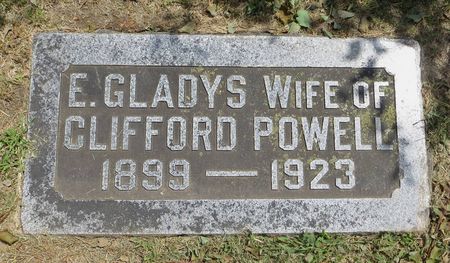 E. GLADYS WIFE OF
CLIFFORD POWELL
1899 — 1923